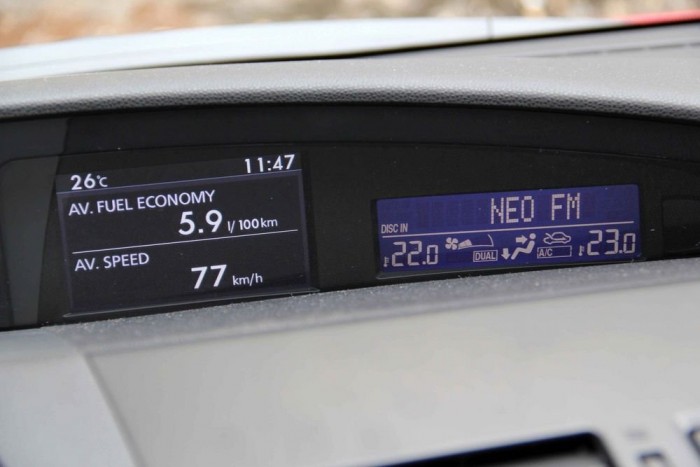 26°c 11:47
AV. FUEL ECONOMY
5.9 l/100km
AV. SPEED
77 km/h
NEO FM
DISC IN
22.0 DUAL A/C 23.0